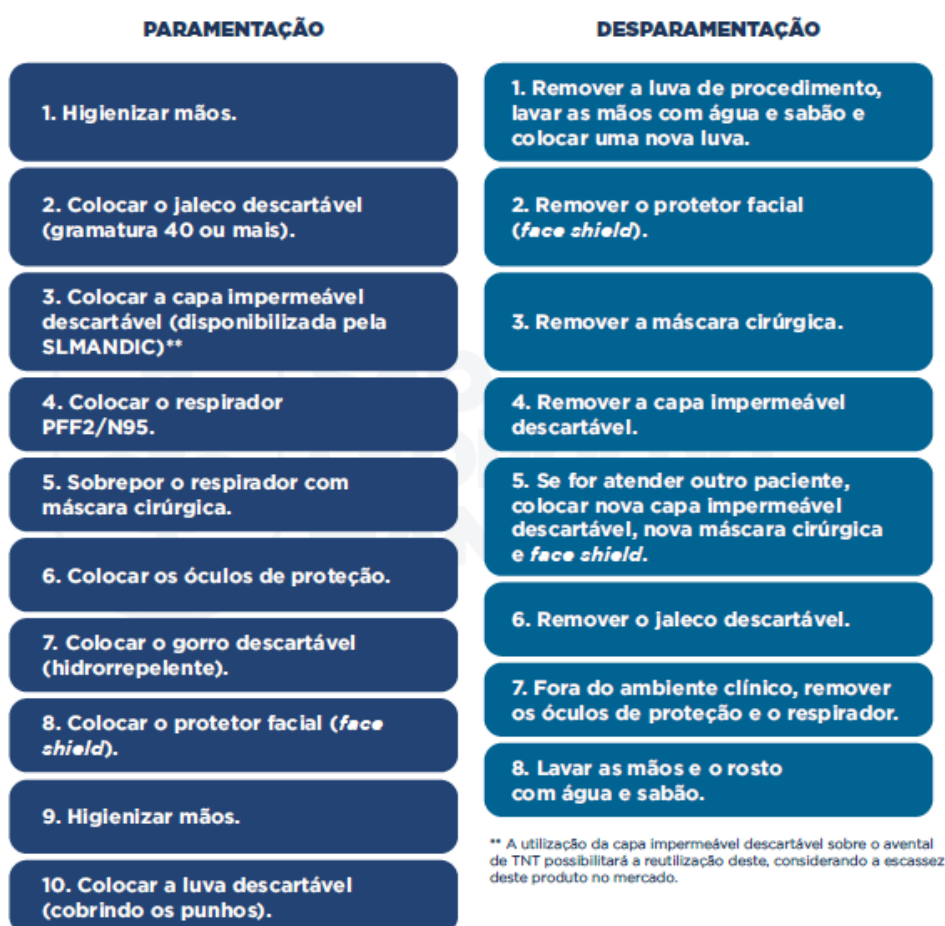 PARAMENTAÇÃO
1. Higienizar mãos.
2. Colocar o jaleco descartável
(gramatura 40 ou mais).
3. Colocar a capa impermeável
descartável (disponibilizada pela
SLMANDIC)**
4. Colocar o respirador
PFF2/N95.
5. Sobrepor o respirador com
máscara cirúrgica.
6. Colocar os óculos de proteção.
7. Colocar o gorro descartável
(hidrorrepelente).
8. Colocar o protetor facial (face
shield).
9. Higienizar mãos.
10. Colocar a luva descartável
(cobrindo os punhos).
DESPARAMENTAÇÃO
1. Remover a luva de procedimento,
lavar as mãos com água e sabão e
colocar uma nova luva.
2. Remover o protetor facial
(face shield).
3. Remover a máscara cirúrgica.
4. Remover a capa impermeável
descartável.
5. Se for atender outro paciente,
colocar nova capa impermeável
descartável, nova máscara cirúrgica
e face shield.
6. Remover o jaleco descartável.
7. Fora do ambiente clínico, remover
os óculos de proteção e o respirador.
8. Lavar as mãos e o rosto
com água e sabão.
** A utilização da capa impermeável descartável sobre o avental
de TNT possibilitará a reutilização deste, considerando a escassez
deste produto no mercado.